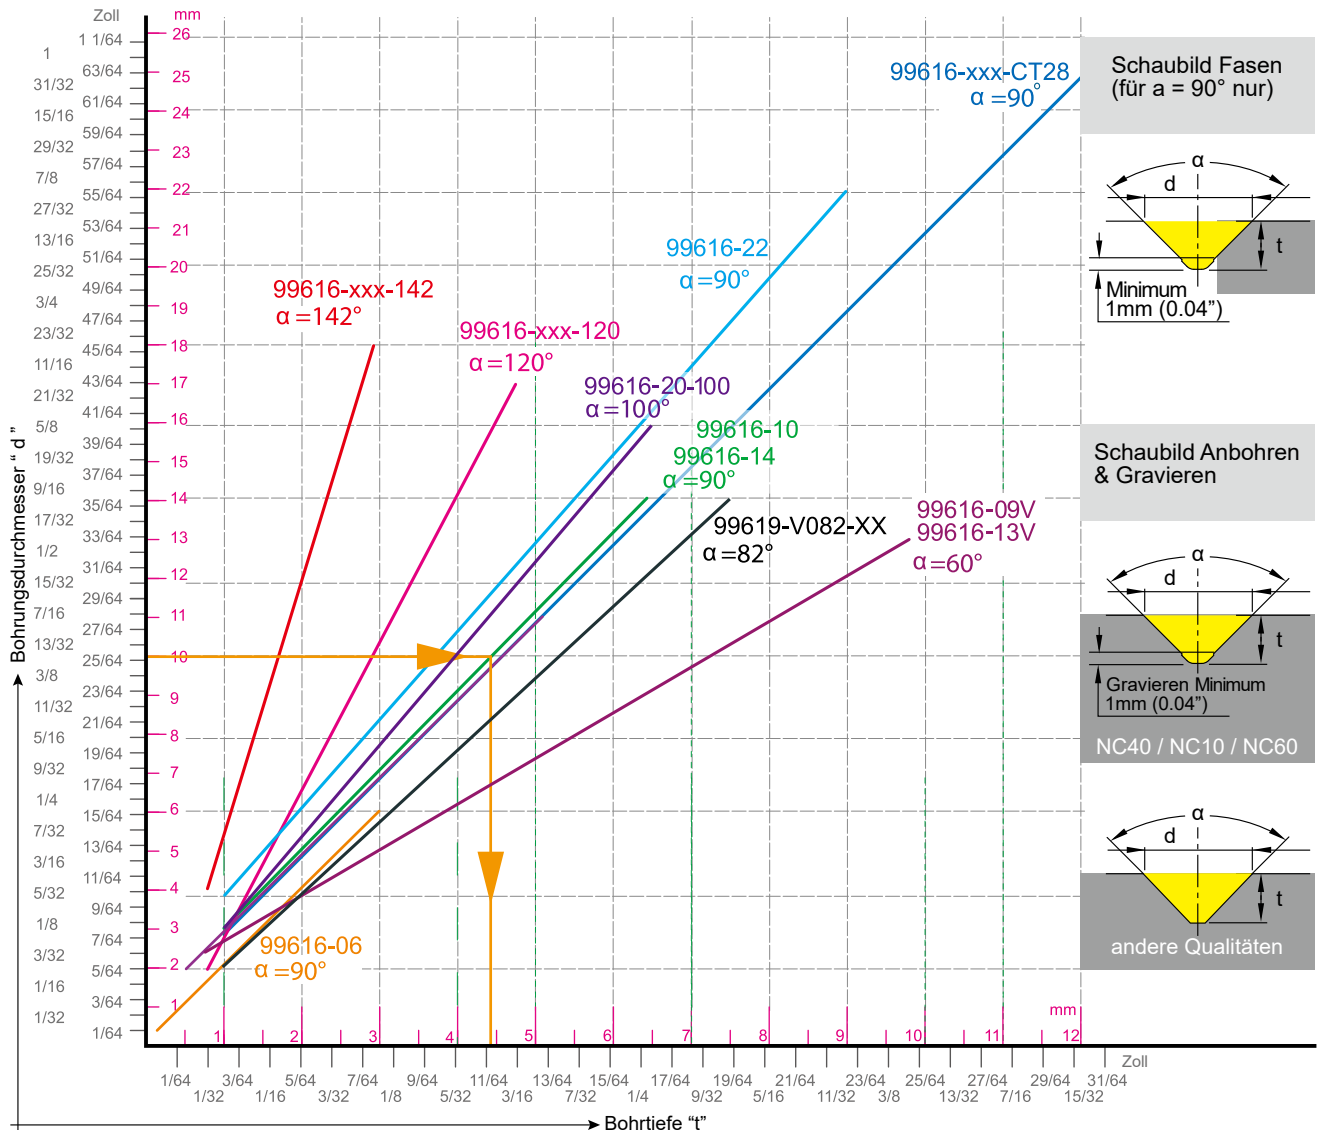 Zoll
mm
1 1/64
1
63/64
31/32
61/64
15/16
59/64
29/32
57/64
7/8
55/64
27/32
53/64
13/16
51/64
25/32
49/64
3/4
47/64
23/32
45/64
11/16
43/64
21/32
41/64
5/8
39/64
19/32
37/64
9/16
35/64
17/32
33/64
1/2
31/64
15/32
29/64
7/16
27/64
13/32
25/64
3/8
23/64
11/32
21/64
5/16
19/64
9/32
17/64
1/4
15/64
7/32
13/64
3/16
11/64
5/32
9/64
1/8
7/64
3/32
5/64
1/16
3/64
1/32
1/64
26
25
24
23
22
21
20
19
18
17
16
15
14
13
12
11
10
9
8
7
6
5
4
3
2
1
Bohrungsdurchmesser “ d ”
99616-xxx-CT28
α =90°
99616-22
α =90°
99616-xxx-142
α =142°
99616-xxx-120
α =120°
99616-20-100
α =100°
99616-10
99616-14
α =90°
99619-V082-XX
α =82°
99616-09V
99616-13V
α =60°
99616-06
α =90°
1 2 3 4 5 6 7 8 9 10 11 12
mm
Zoll
1/64 3/64 5/64 7/64 9/64 11/64 13/64 15/64 17/64 19/64 21/64 23/64 25/64 27/64 29/64 31/64
1/32 1/16 3/32 1/8 5/32 3/16 7/32 1/4 9/32 5/16 11/32 3/8 13/32 7/16 15/32
Bohrtiefe “t”
Schaubild Fasen
(für a = 90° nur)
α
d
t
Minimum
1mm (0.04”)
Schaubild Anbohren
& Gravieren
α
d
t
Gravieren Minimum
1mm (0.04”)
NC40 / NC10 / NC60
α
d
t
andere Qualitäten